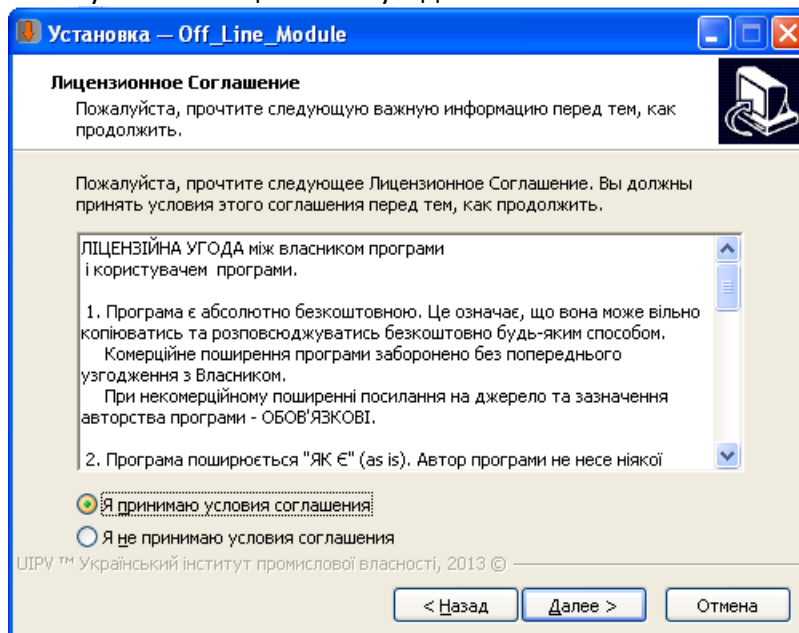 Установка — Off_Line_Module
Лицензионное Соглашение
Пожалуйста, прочтите следующую важную информацию перед тем, как
продолжить.
Пожалуйста, прочтите следующее Лицензионное Соглашение. Вы должны
принять условия этого соглашения перед тем, как продолжить.
ЛІЦЕНЗІЙНА УГОДА між власником програми
і користувачем програми.
1. Програма є абсолютно безкоштовною. Це означає, що вона може вільно
копіюватись та розповсюджуватись безкоштовно будь-яким способом.
Комерційне поширення програми заборонено без попереднього
узгодження з Власником.
При некомерційному поширенні посилання на джерело та зазначення
авторства програми - ОБОВ'ЯЗКОВІ.
2. Програма поширюється "ЯК Є" (as is). Автор програми не несе ніякої
Я принимаю условия соглашения
Я не принимаю условия соглашения
UIPV ™ Український інститут промислової власності, 2013 ©
< Назад Далее > Отмена